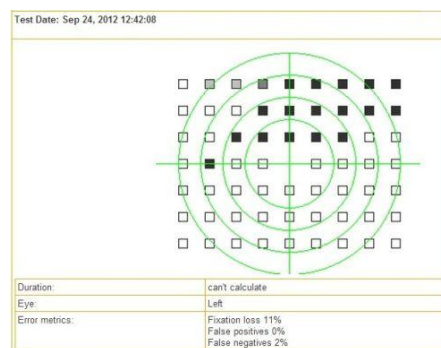 Test Date: Sep 24, 2012 12:42:08
Duration: can't calculate
Eye: Left
Error metrics: Fixation loss 11%
False positives 0%
False negatives 2%